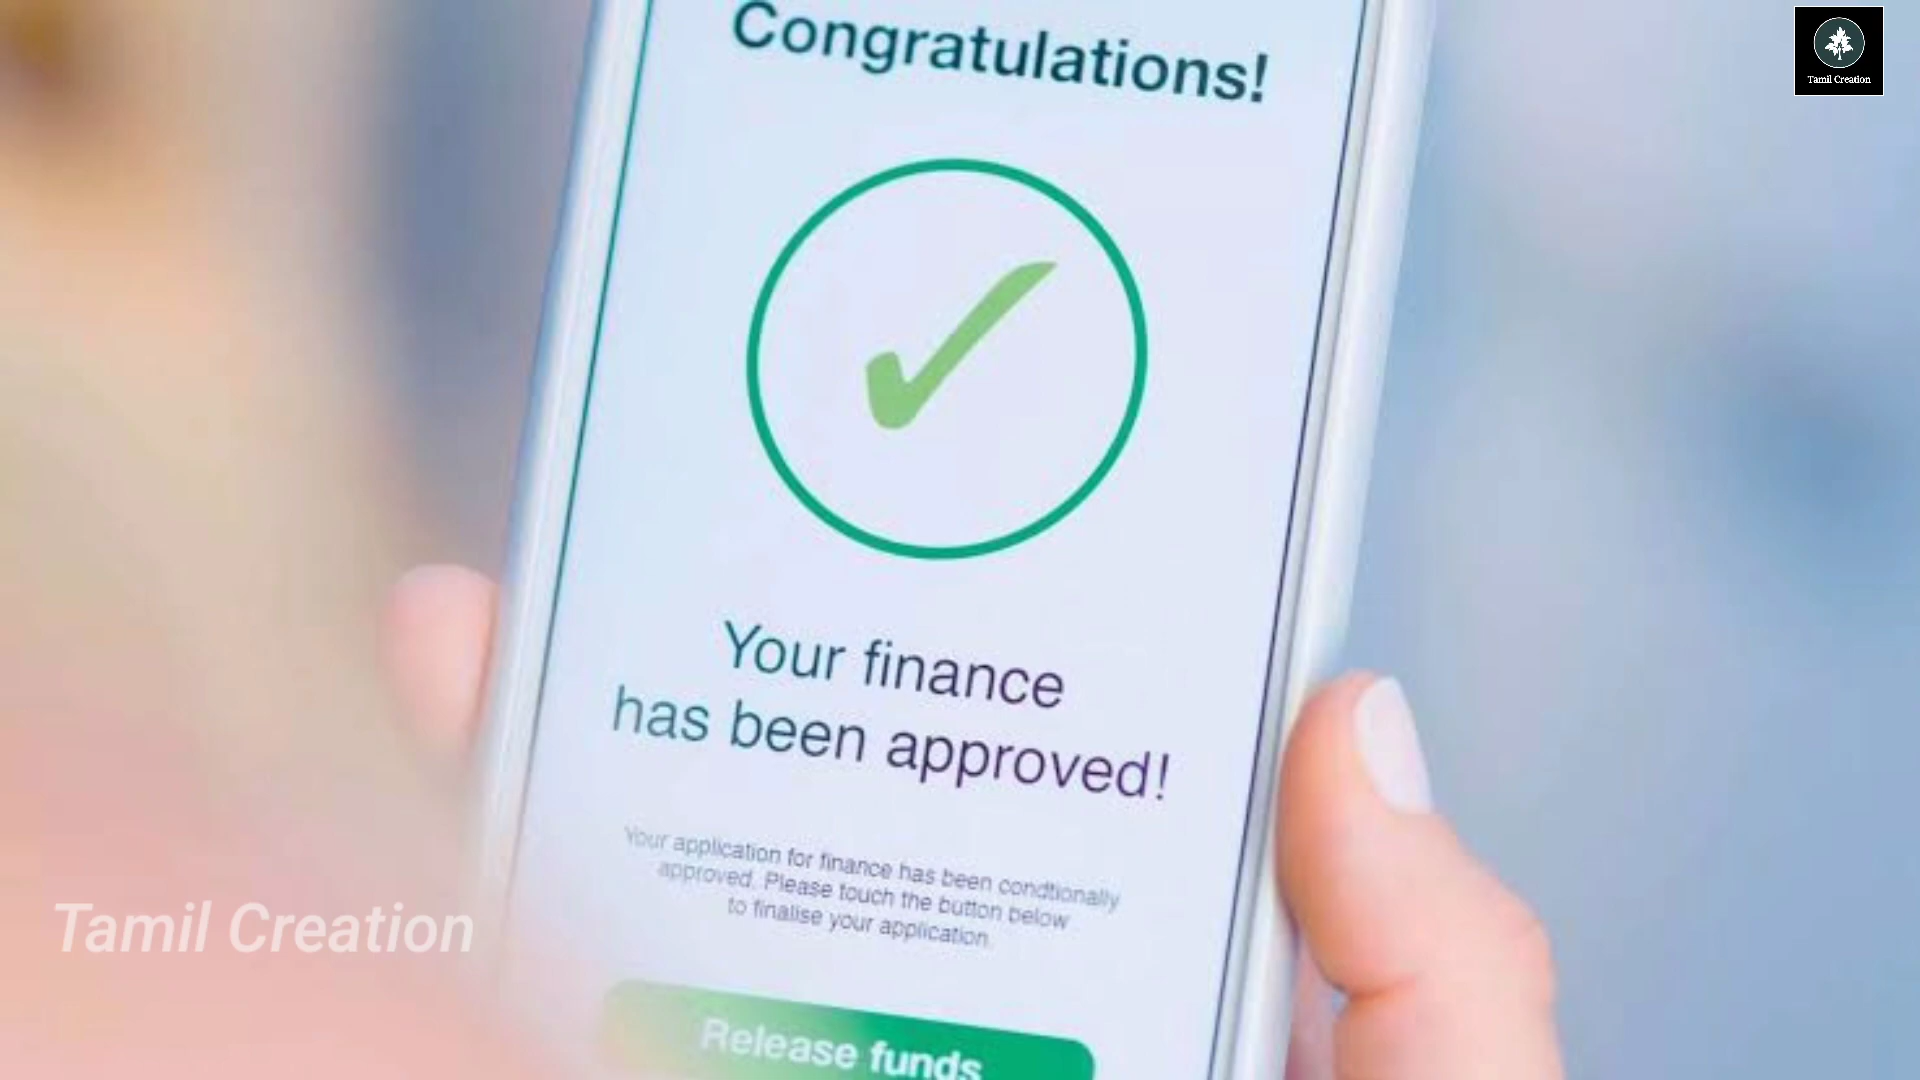 Congratulations!
Tamil Creation
Your finance
has been approved!
Your application for finance has been condtionally
approved. Please touch the button below
to finalise your application.
Tamil Creation
Release funds